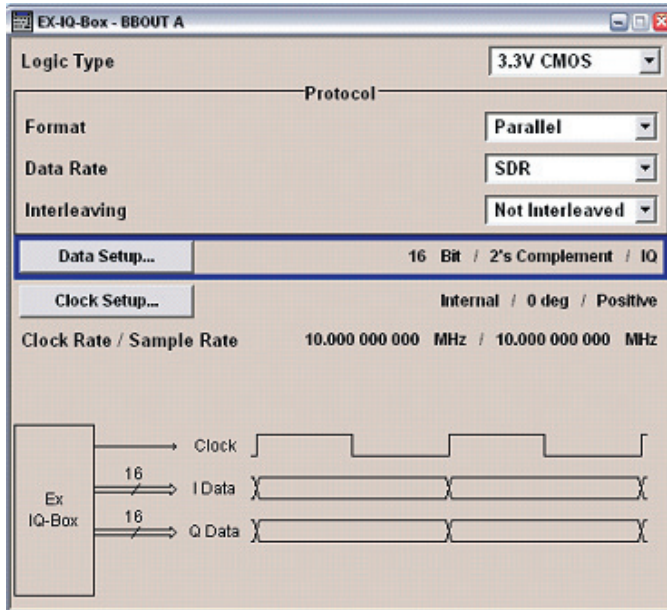 EX-IQ-Box - BBOUT A
Logic Type 3.3V CMOS
Protocol
Format Parallel
Data Rate SDR
Interleaving Not Interleaved
Data Setup... 16 Bit / 2's Complement / IQ
Clock Setup... Internal / 0 deg / Positive
Clock Rate / Sample Rate 10.000 000 000 MHz / 10.000 000 000 MHz
Clock
16
I Data
Ex
IQ-Box
16
Q Data